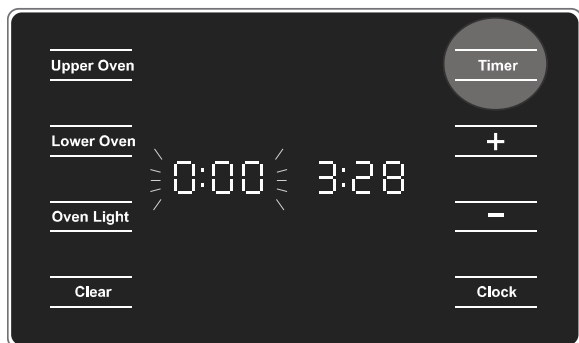 Upper Oven
Timer
Lower Oven
+
0:00 3:28
Oven Light
-
Clear
Clock